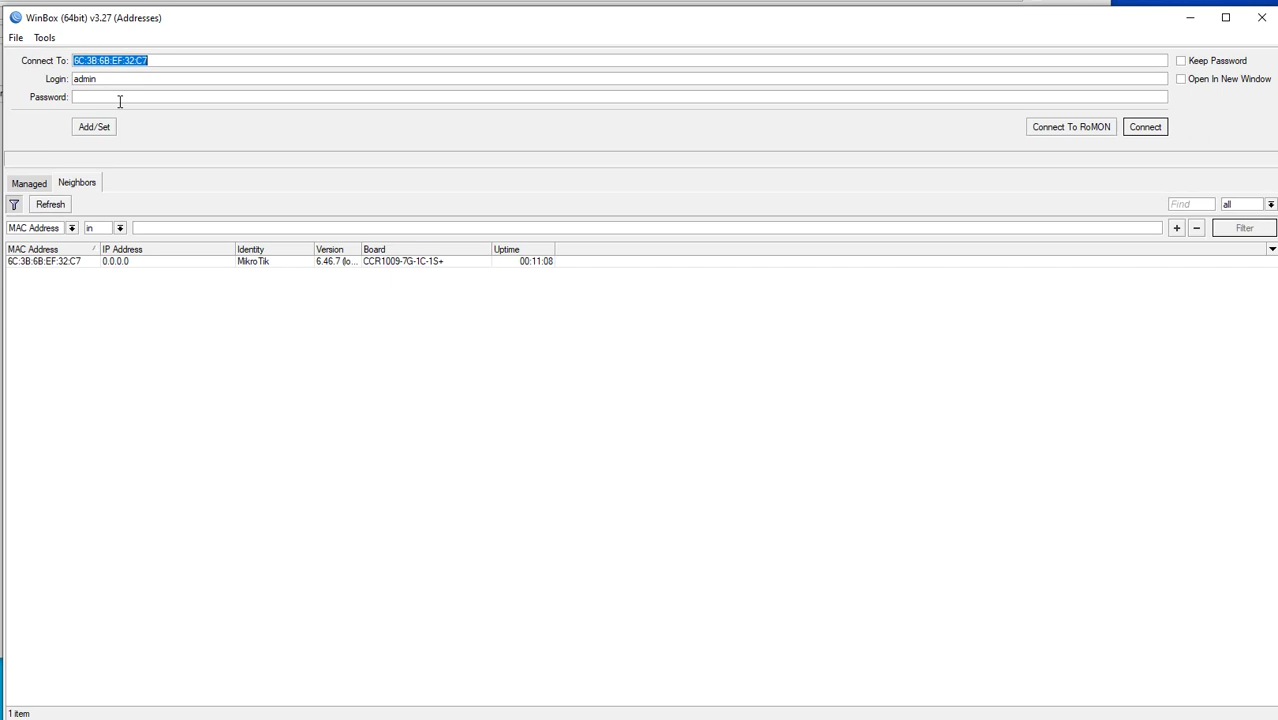 WinBox (64bit) v3.27 (Addresses)
File Tools
Connect To: 6C:3B:6B:EF:32:C7 Keep Password
Login: admin Open In New Window
Password:
Add/Set Connect To RoMON Connect
Managed Neighbors
Refresh Find all
MAC Address in + − Filter
MAC Address / IP Address Identity Version Board Uptime
6C:3B:6B:EF:32:C7 0.0.0.0 MikroTik 6.46.7 (lo... CCR1009-7G-1C-1S+ 00:11:08
1 item